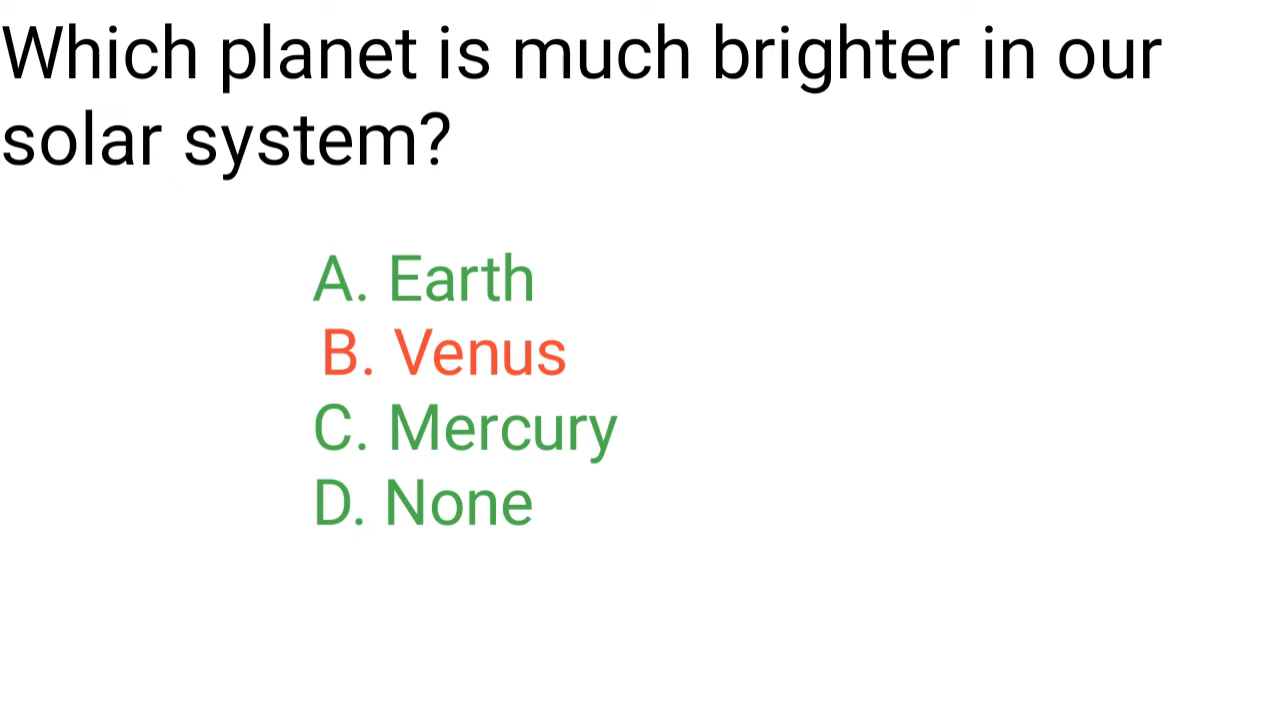 Which planet is much brighter in our
solar system?
A. Earth
B. Venus
C. Mercury
D. None